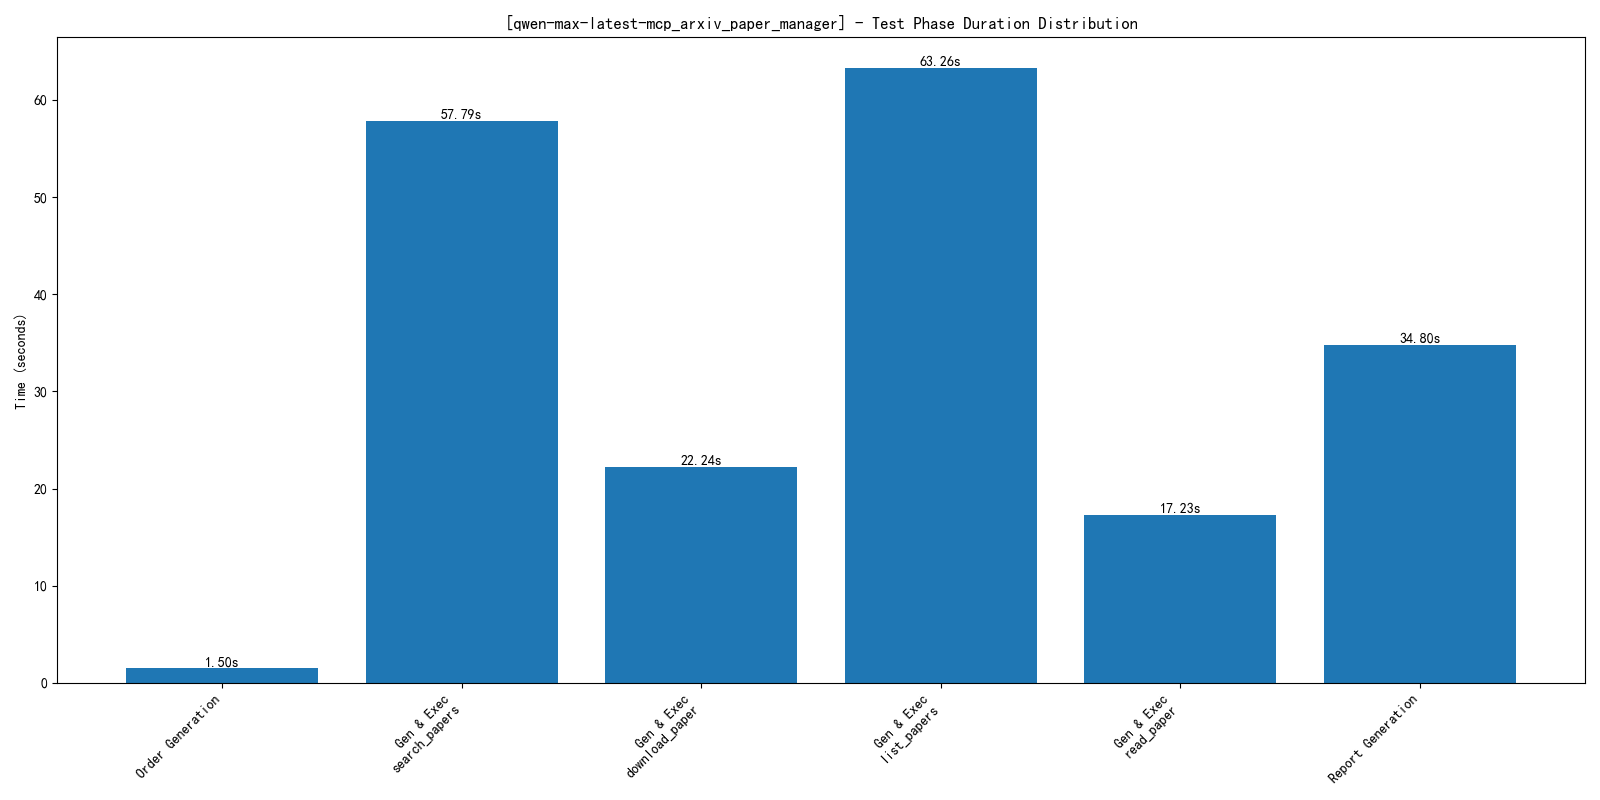 [qwen-max-latest-mcp_arxiv_paper_manager] - Test Phase Duration Distribution
63.26s
57.79s
34.80s
22.24s
17.23s
1.50s
60
50
40
30
20
10
0
Time (seconds)
Order Generation
Gen & Exec
search_papers
Gen & Exec
download_paper
Gen & Exec
list_papers
Gen & Exec
read_paper
Report Generation